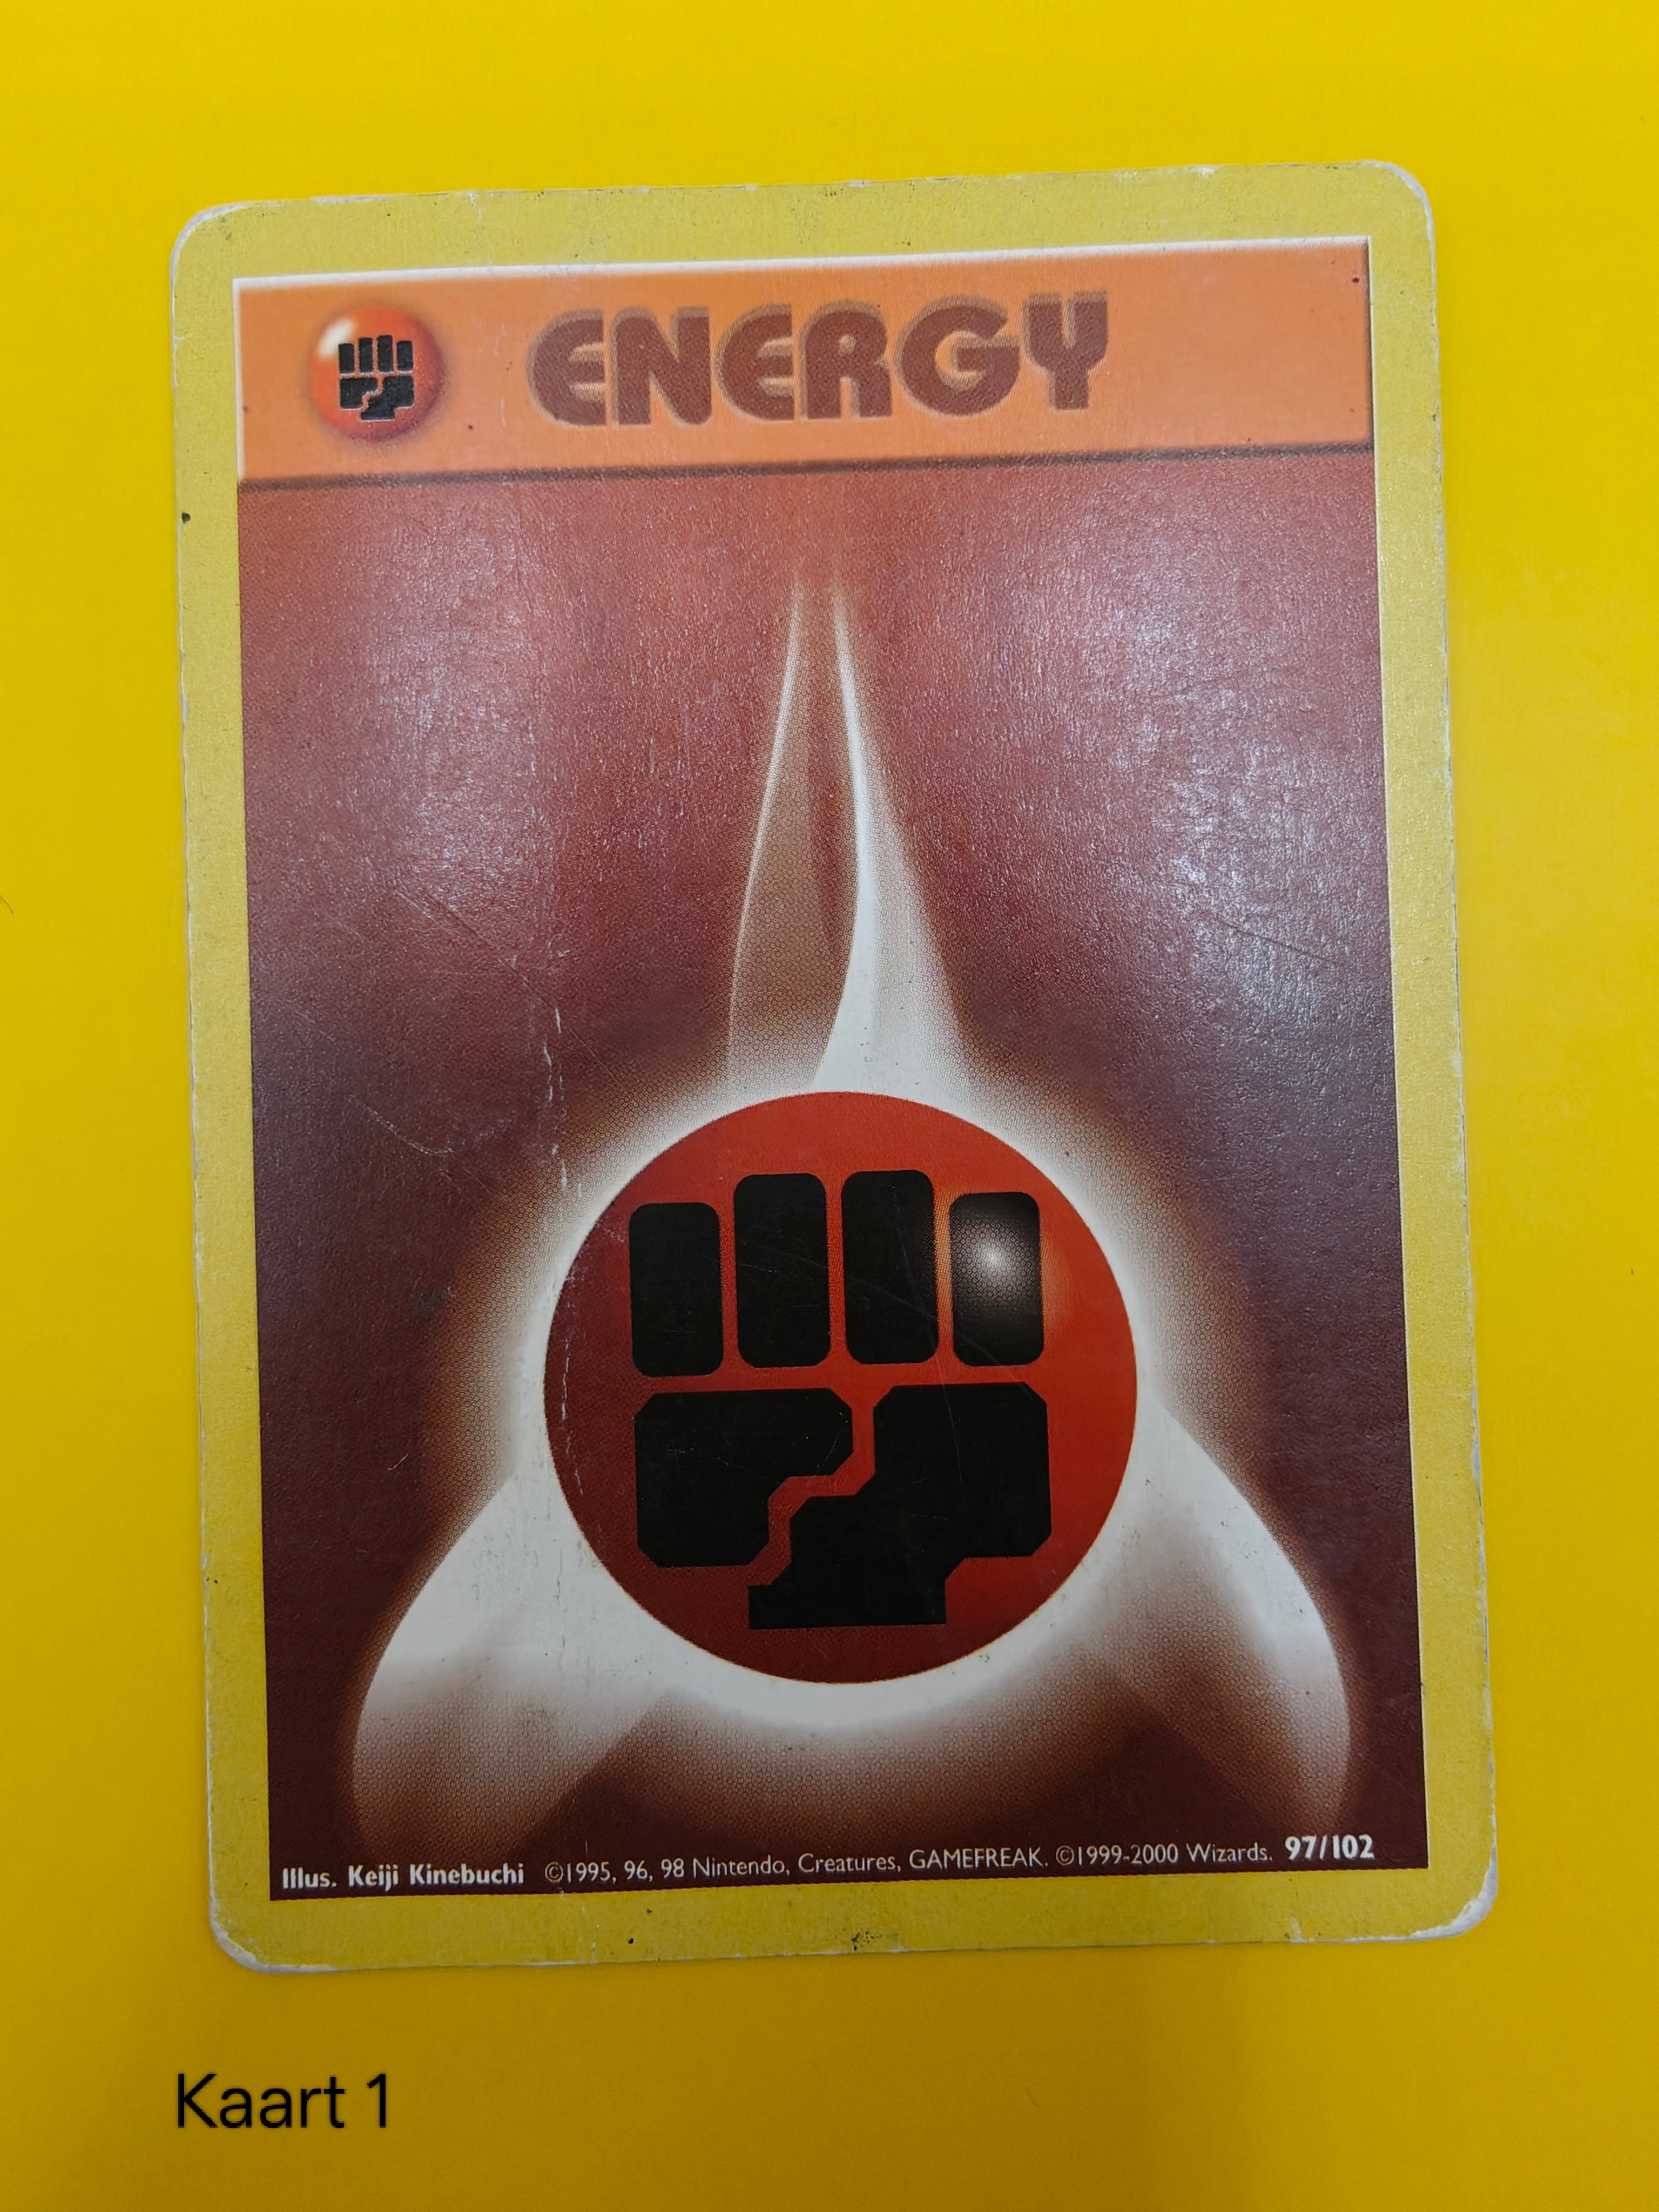 ENERGY
Illus. Keiji Kinebuchi ©1995, 96, 98 Nintendo, Creatures, GAMEFREAK. ©1999-2000 Wizards. 97/102
Kaart 1